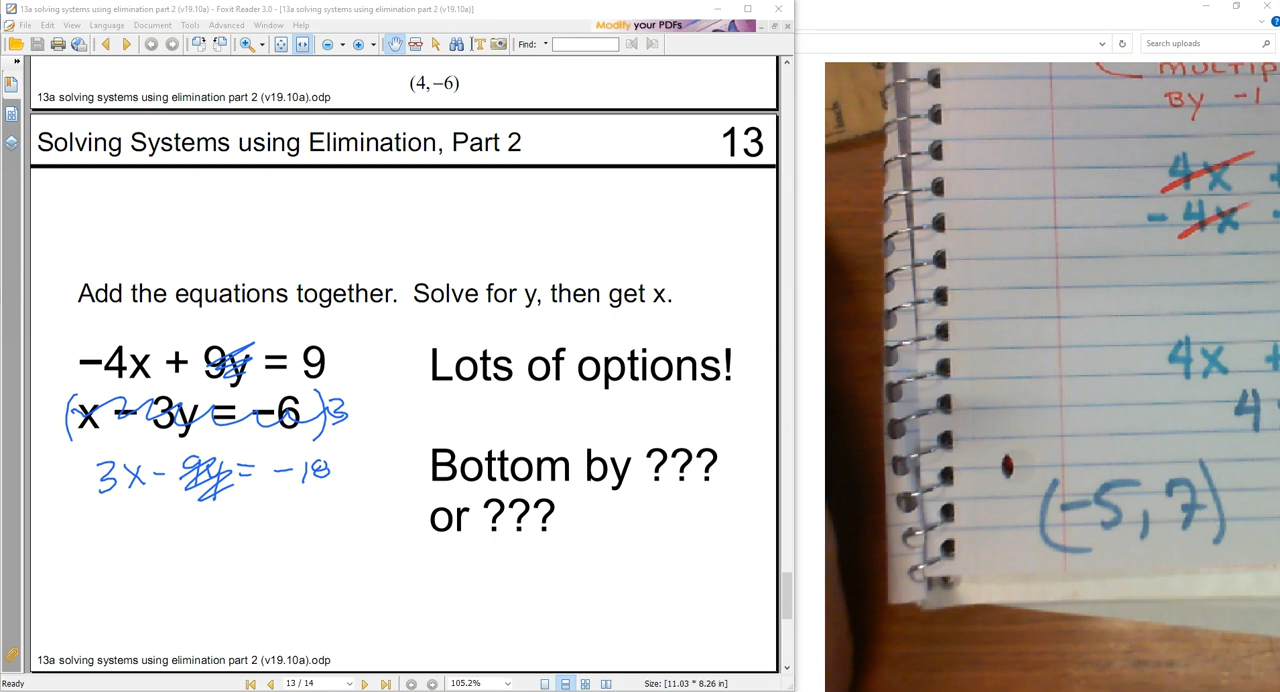 13a solving systems using elimination part 2 (v19.10a) - Foxit Reader 3.0 - [13a solving systems using elimination part 2 (v19.10a)]
File Edit View Language Document Tools Advanced Window Help
Modify your PDFs
Find:
Search uploads
(4, −6)
13a solving systems using elimination part 2 (v19.10a).odp
Solving Systems using Elimination, Part 2 13
Add the equations together. Solve for y, then get x.
−4x + 9y = 9
(x − 3y = −6)3
3x - 9y = -18
Lots of options!
Bottom by ???
or ???
13a solving systems using elimination part 2 (v19.10a).odp
Ready
13 / 14
105.2%
Size: [11.03 * 8.26 in]
MULTIP
BY -1
4x +
- 4x -
4x +
4
(-5, 7)